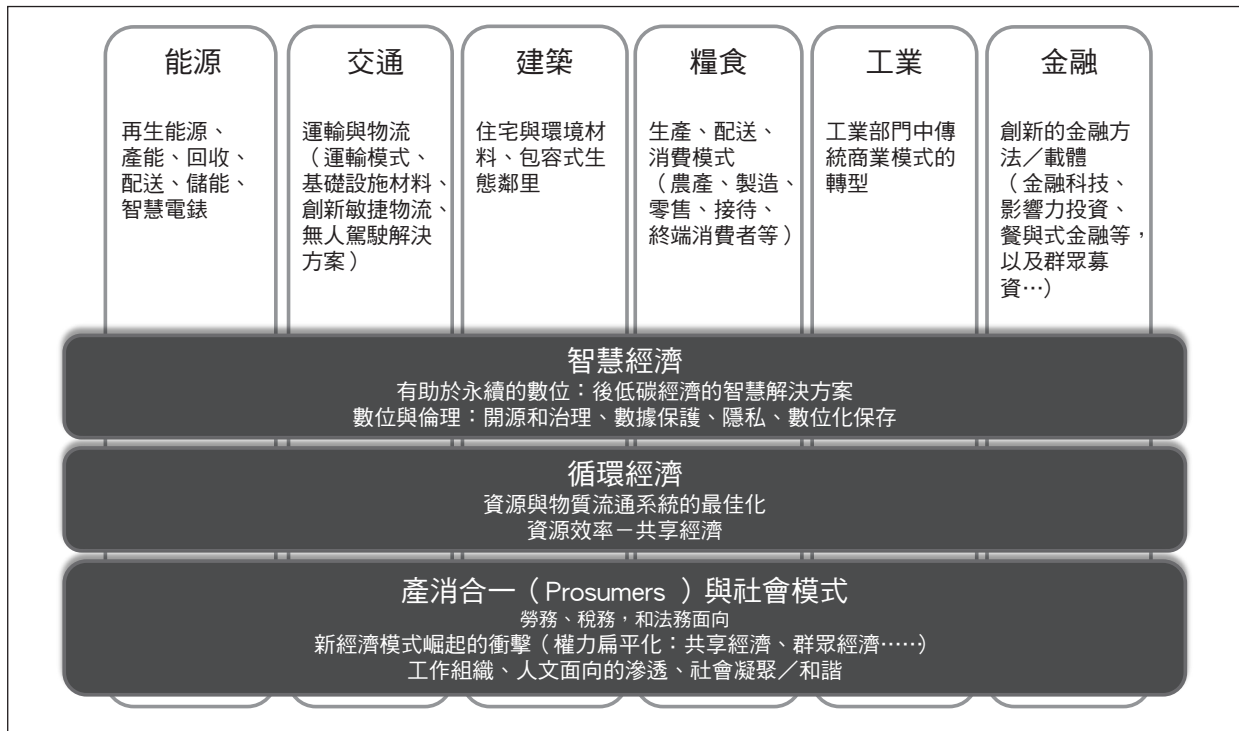 能源
再生能源、
產能、回收、
配送、儲能、
智慧電錶
交通
運輸與物流
（運輸模式、
基礎設施材料、
創新敏捷物流、
無人駕駛解決
方案）
建築
住宅與環境材
料、包容式生
態鄰里
糧食
生產、配送、
消費模式
（農產、製造、
零售、接待、
終端消費者等）
工業
工業部門中傳
統商業模式的
轉型
金融
創新的金融方
法／載體
（金融科技、
影響力投資、
餐與式金融等，
以及群眾募
資…）
智慧經濟
有助於永續的數位：後低碳經濟的智慧解決方案
數位與倫理：開源和治理、數據保護、隱私、數位化保存
循環經濟
資源與物質流通系統的最佳化
資源效率－共享經濟
產消合一（Prosumers ）與社會模式
勞務、稅務，和法務面向
新經濟模式崛起的衝擊（權力扁平化：共享經濟、群眾經濟……）
工作組織、人文面向的滲透、社會凝聚／和諧